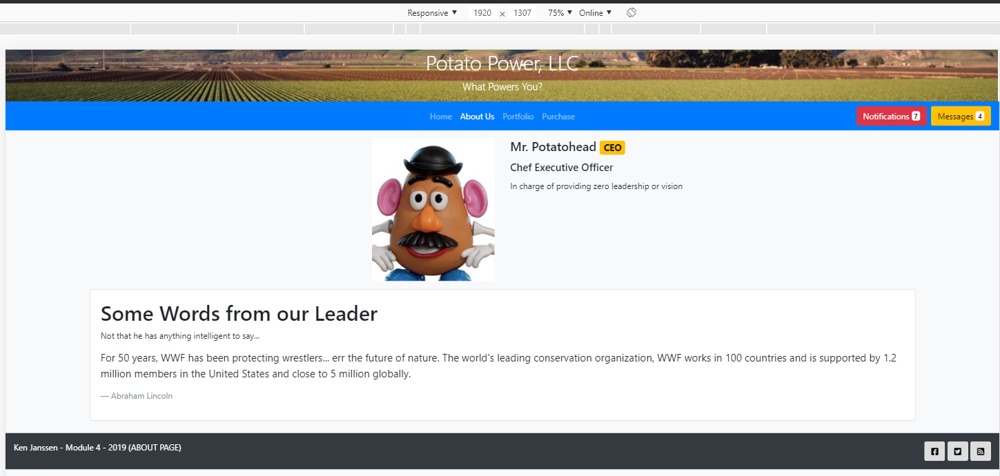 Responsive ▼ 1920 × 1307 75% ▼ Online ▼
Potato Power, LLC
What Powers You?
Home About Us Portfolio Purchase Notifications 7 Messages 4
Mr. Potatohead CEO
Chef Executive Officer
In charge of providing zero leadership or vision
Some Words from our Leader
Not that he has anything intelligent to say...
For 50 years, WWF has been protecting wrestlers... err the future of nature. The world's leading conservation organization, WWF works in 100 countries and is supported by 1.2
million members in the United States and close to 5 million globally.
— Abraham Lincoln
Ken Janssen - Module 4 - 2019 (ABOUT PAGE)